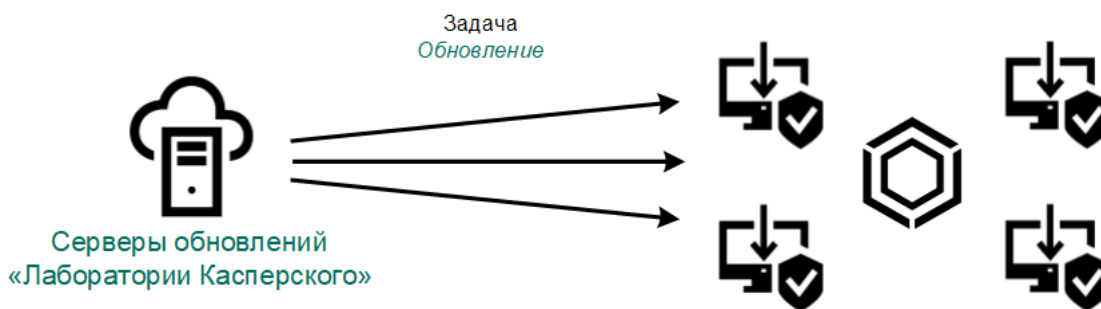 Задача
Обновление
Серверы обновлений
«Лаборатории Касперского»